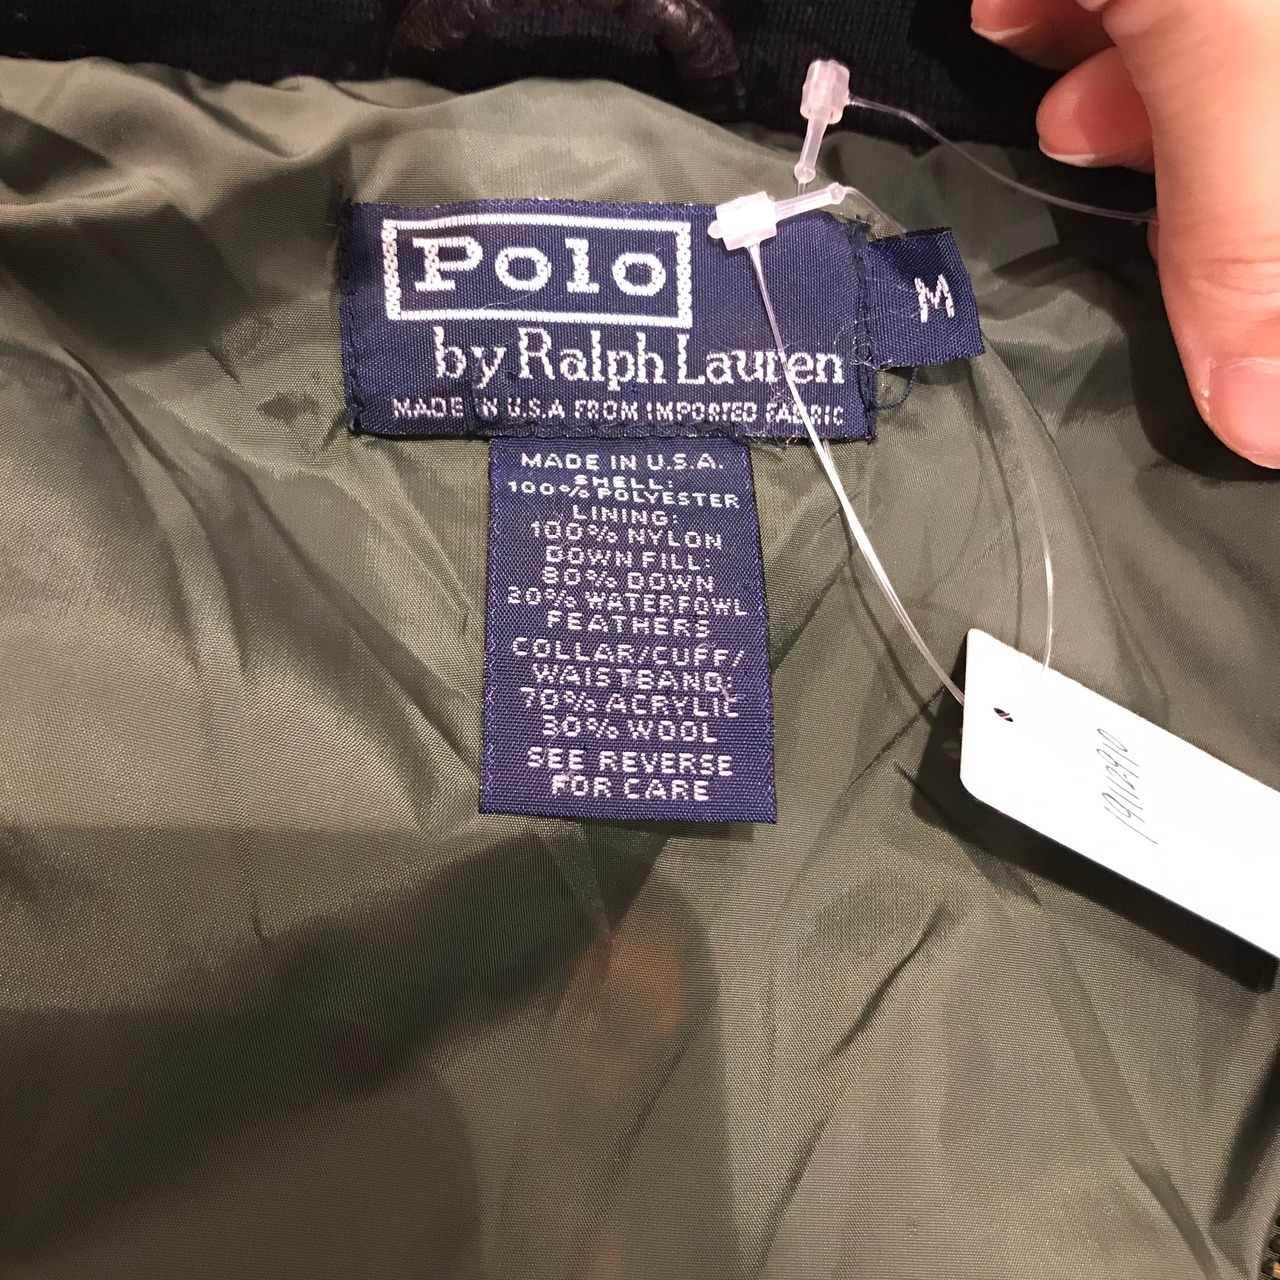 Polo
by Ralph Lauren
MADE IN U.S.A FROM IMPORTED FABRIC
M
MADE IN U.S.A.
SHELL:
100% POLYESTER
LINING:
100% NYLON
DOWN FILL:
80% DOWN
20% WATERFOWL
FEATHERS
COLLAR/CUFF/
WAISTBAND:
70% ACRYLIC
30% WOOL
SEE REVERSE
FOR CARE